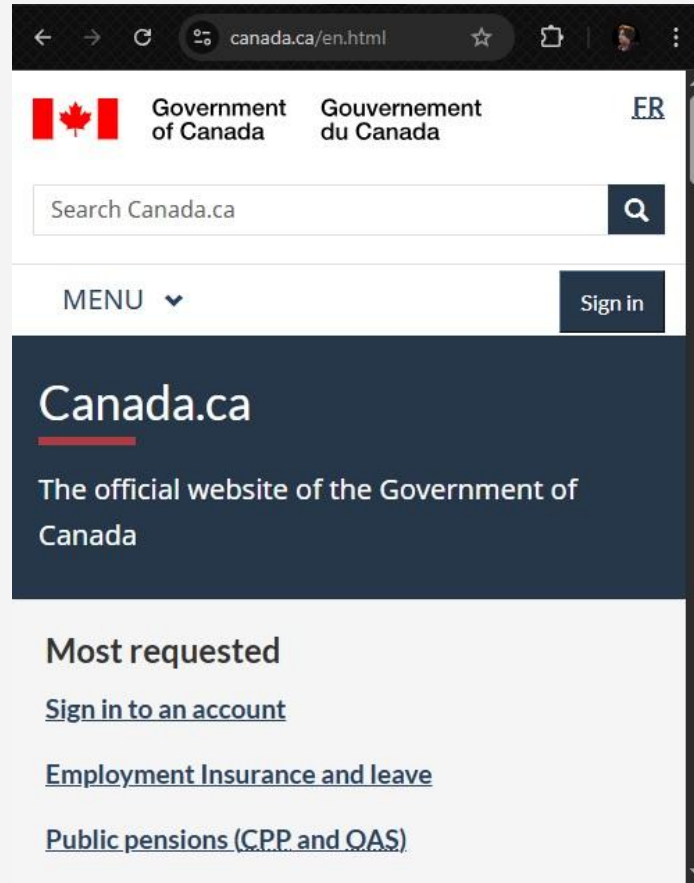 canada.ca/en.html
Government Gouvernement FR
of Canada du Canada
Search Canada.ca
MENU Sign in
Canada.ca
The official website of the Government of
Canada
Most requested
Sign in to an account
Employment Insurance and leave
Public pensions (CPP and OAS)